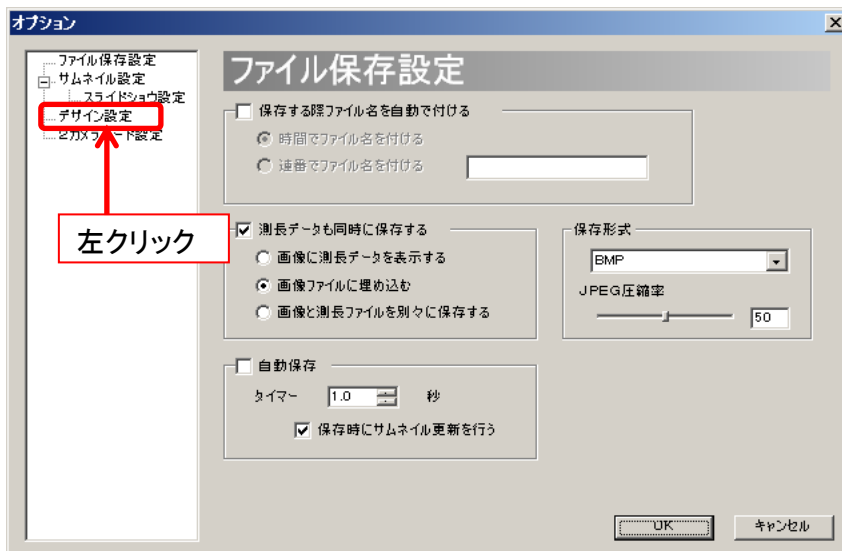 オプション
ファイル保存設定
サムネイル設定
スライドショウ設定
デザイン設定
2カメラモード設定
左クリック
ファイル保存設定
保存する際ファイル名を自動で付ける
時間でファイル名を付ける
連番でファイル名を付ける
測長データも同時に保存する
画像に測長データを表示する
画像ファイルに埋め込む
画像と測長ファイルを別々に保存する
保存形式
BMP
JPEG圧縮率
50
自動保存
タイマー 1.0 秒
保存時にサムネイル更新を行う
OK
キャンセル